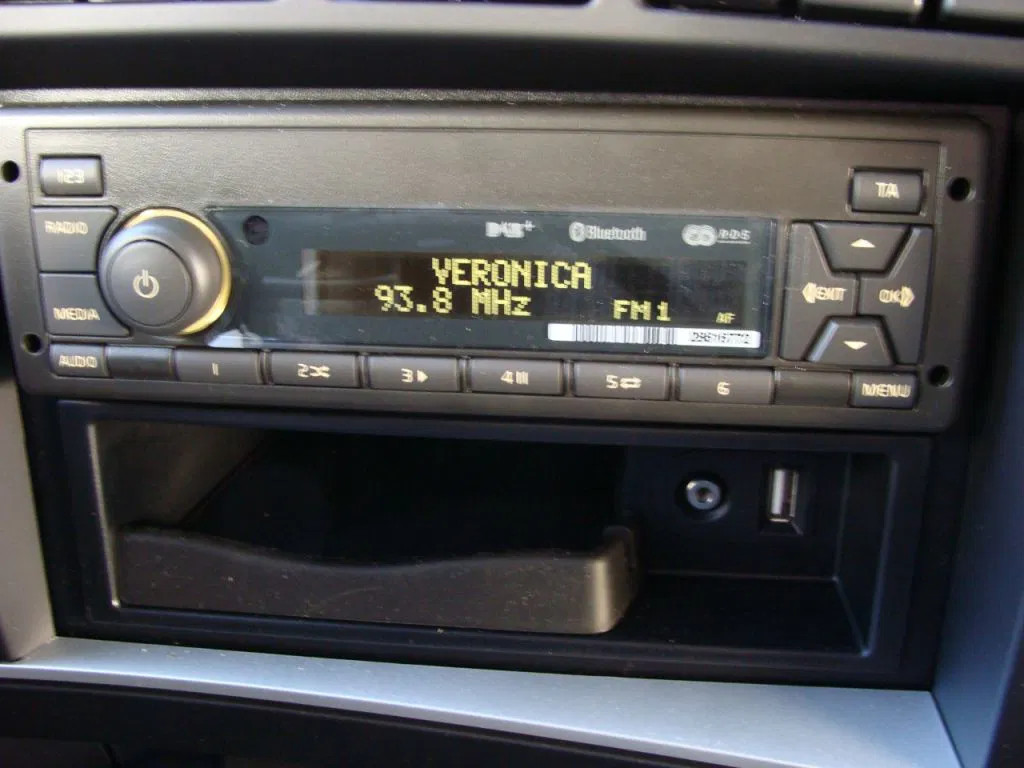 123
TA
RADIO
DAB+ Bluetooth RDS
VERONICA
EXIT OK
93.8 MHz FM1 AF
MEDIA
AUDIO 1 2 3 4 5 6 MENU